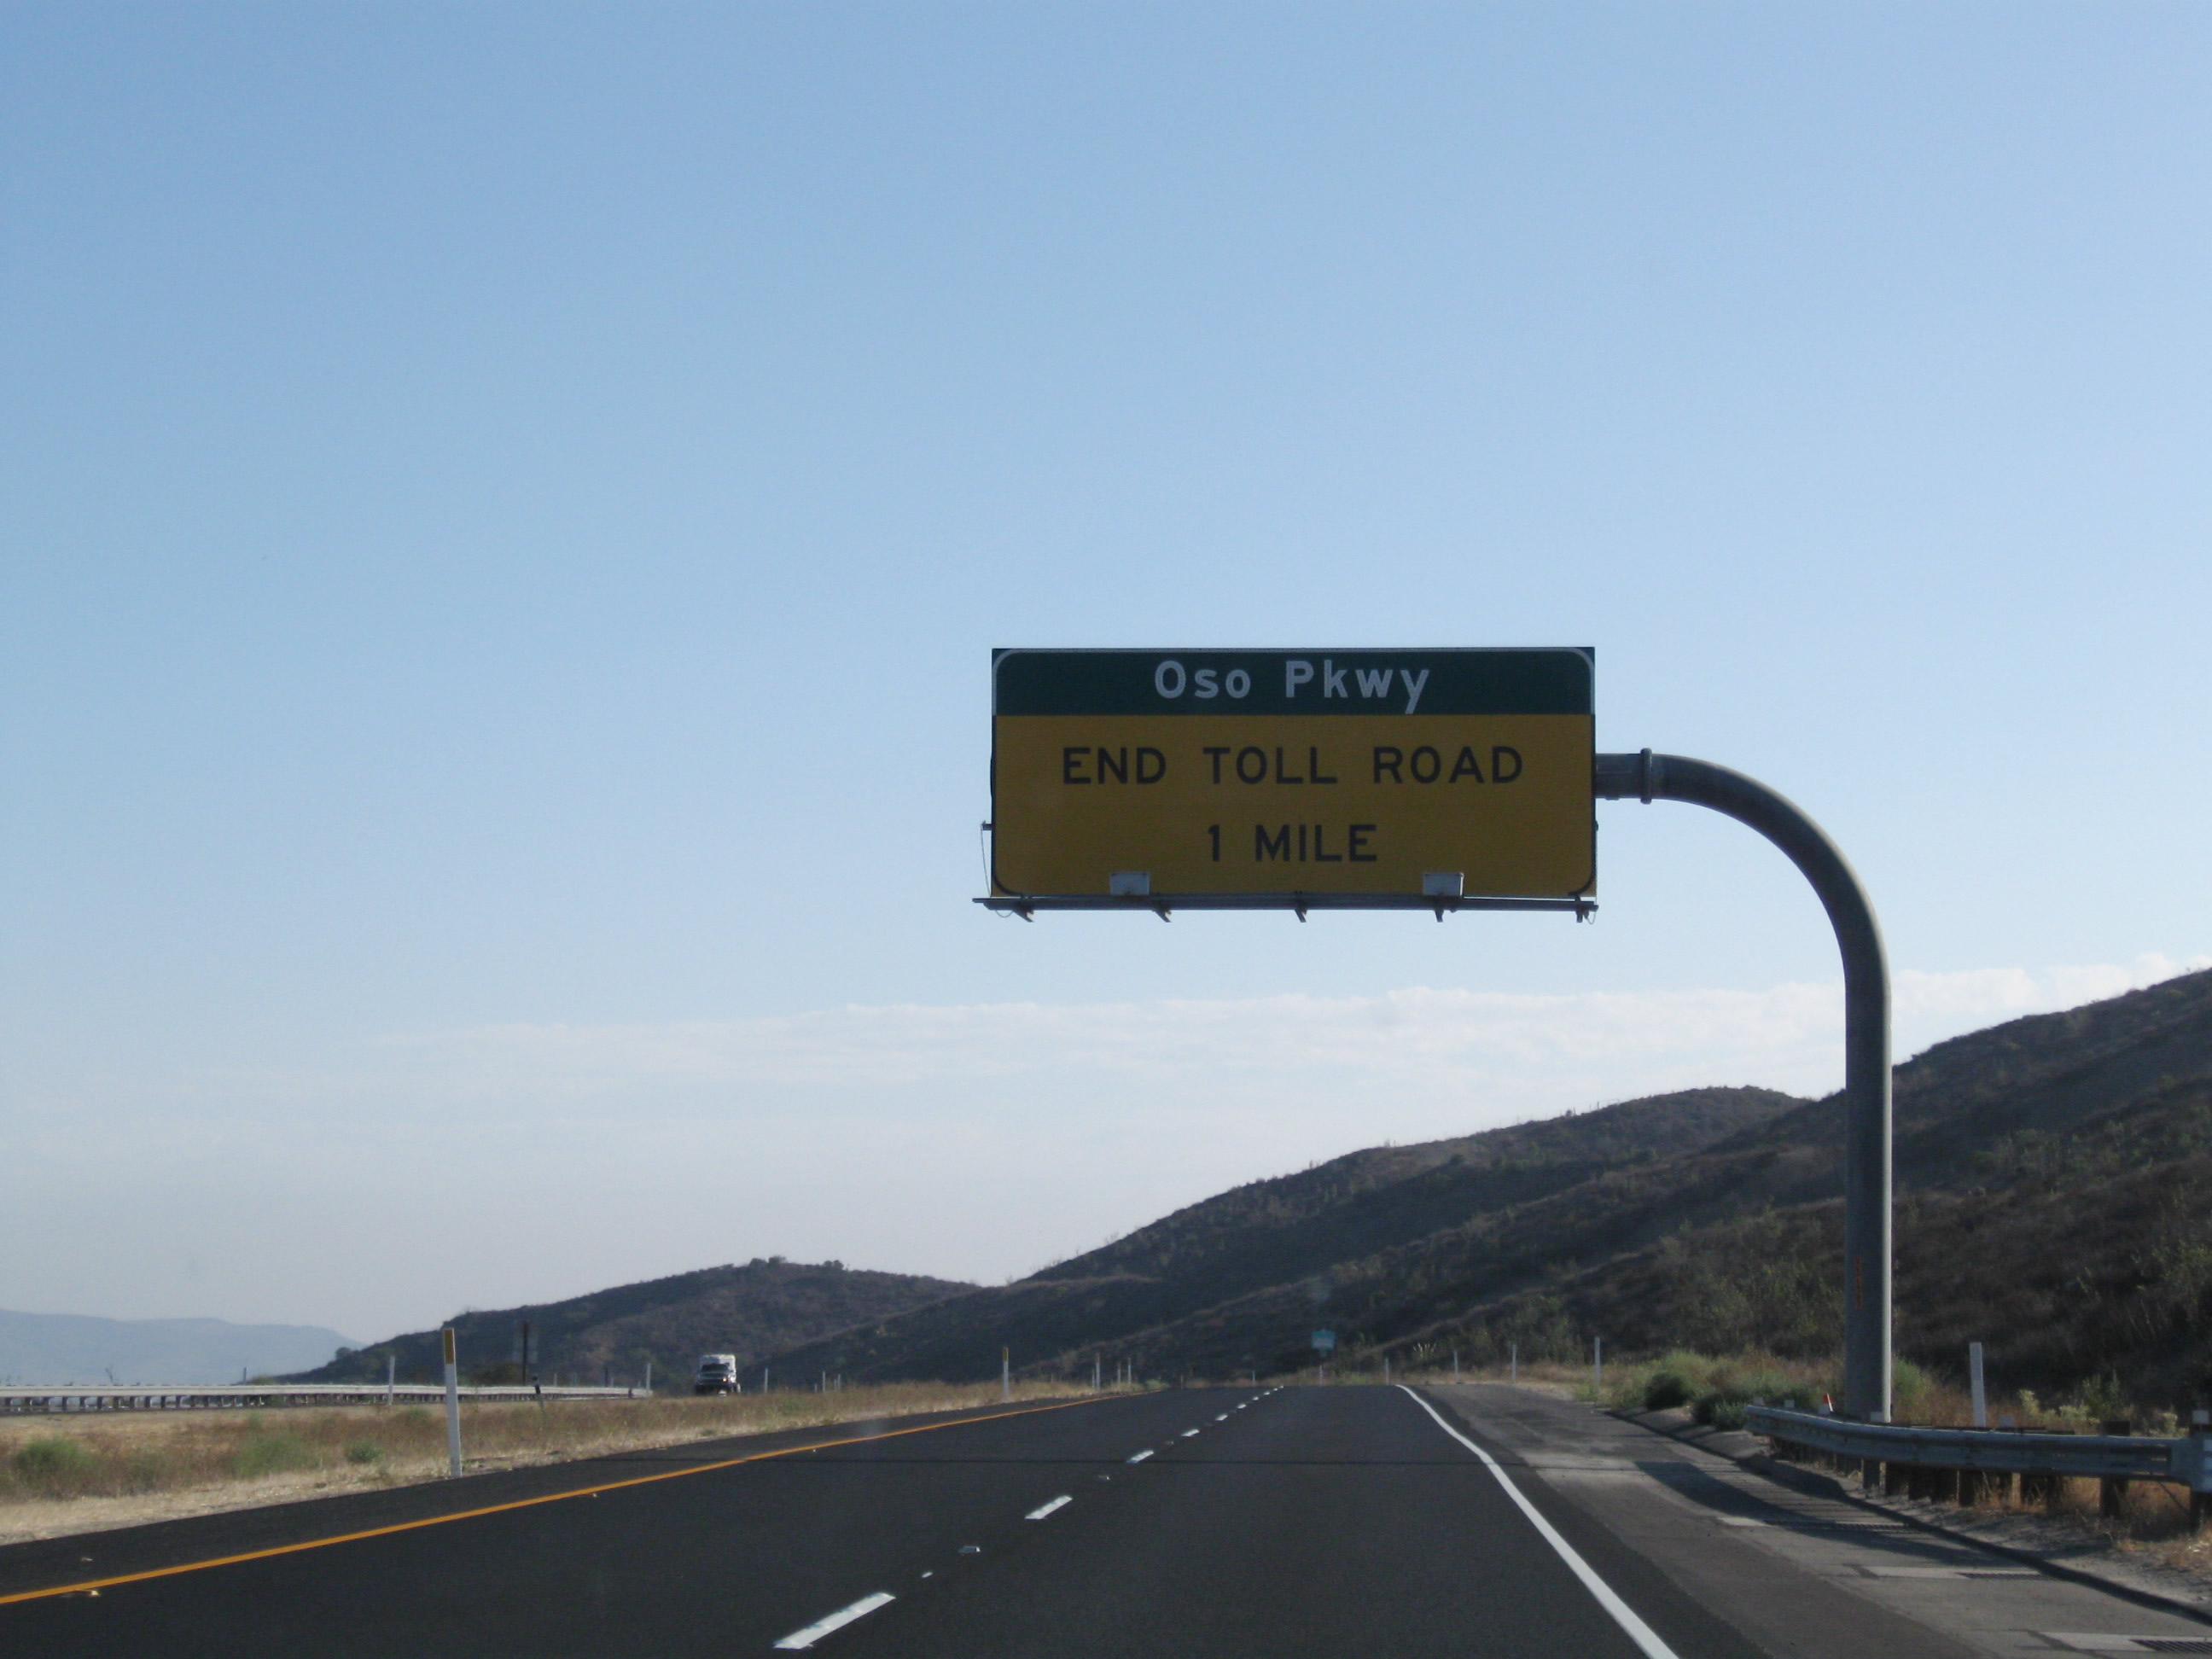 Oso Pkwy
END TOLL ROAD
1 MILE